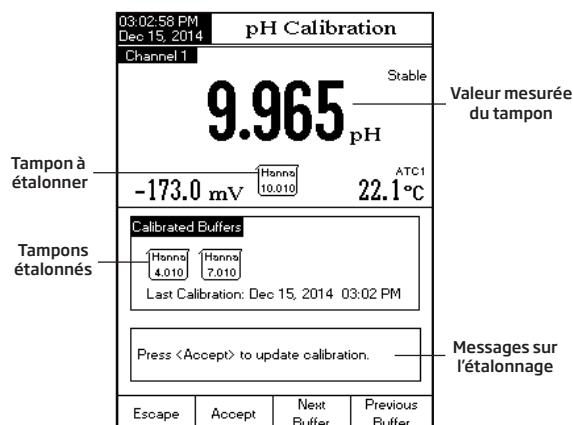 03:02:58 PM
Dec 15, 2014
pH Calibration
Channel 1
Stable
9.965 pH
Valeur mesurée
du tampon
Tampon à
étalonner
-173.0 mV
Hanna
10.010
ATC1
22.1°C
Calibrated Buffers
Tampons
étalonnés
Hanna
4.010
Hanna
7.010
Last Calibration: Dec 15, 2014 03:02 PM
Press <Accept> to update calibration.
Messages sur
l'étalonnage
Escape
Accept
Next
Buffer
Previous
Buffer